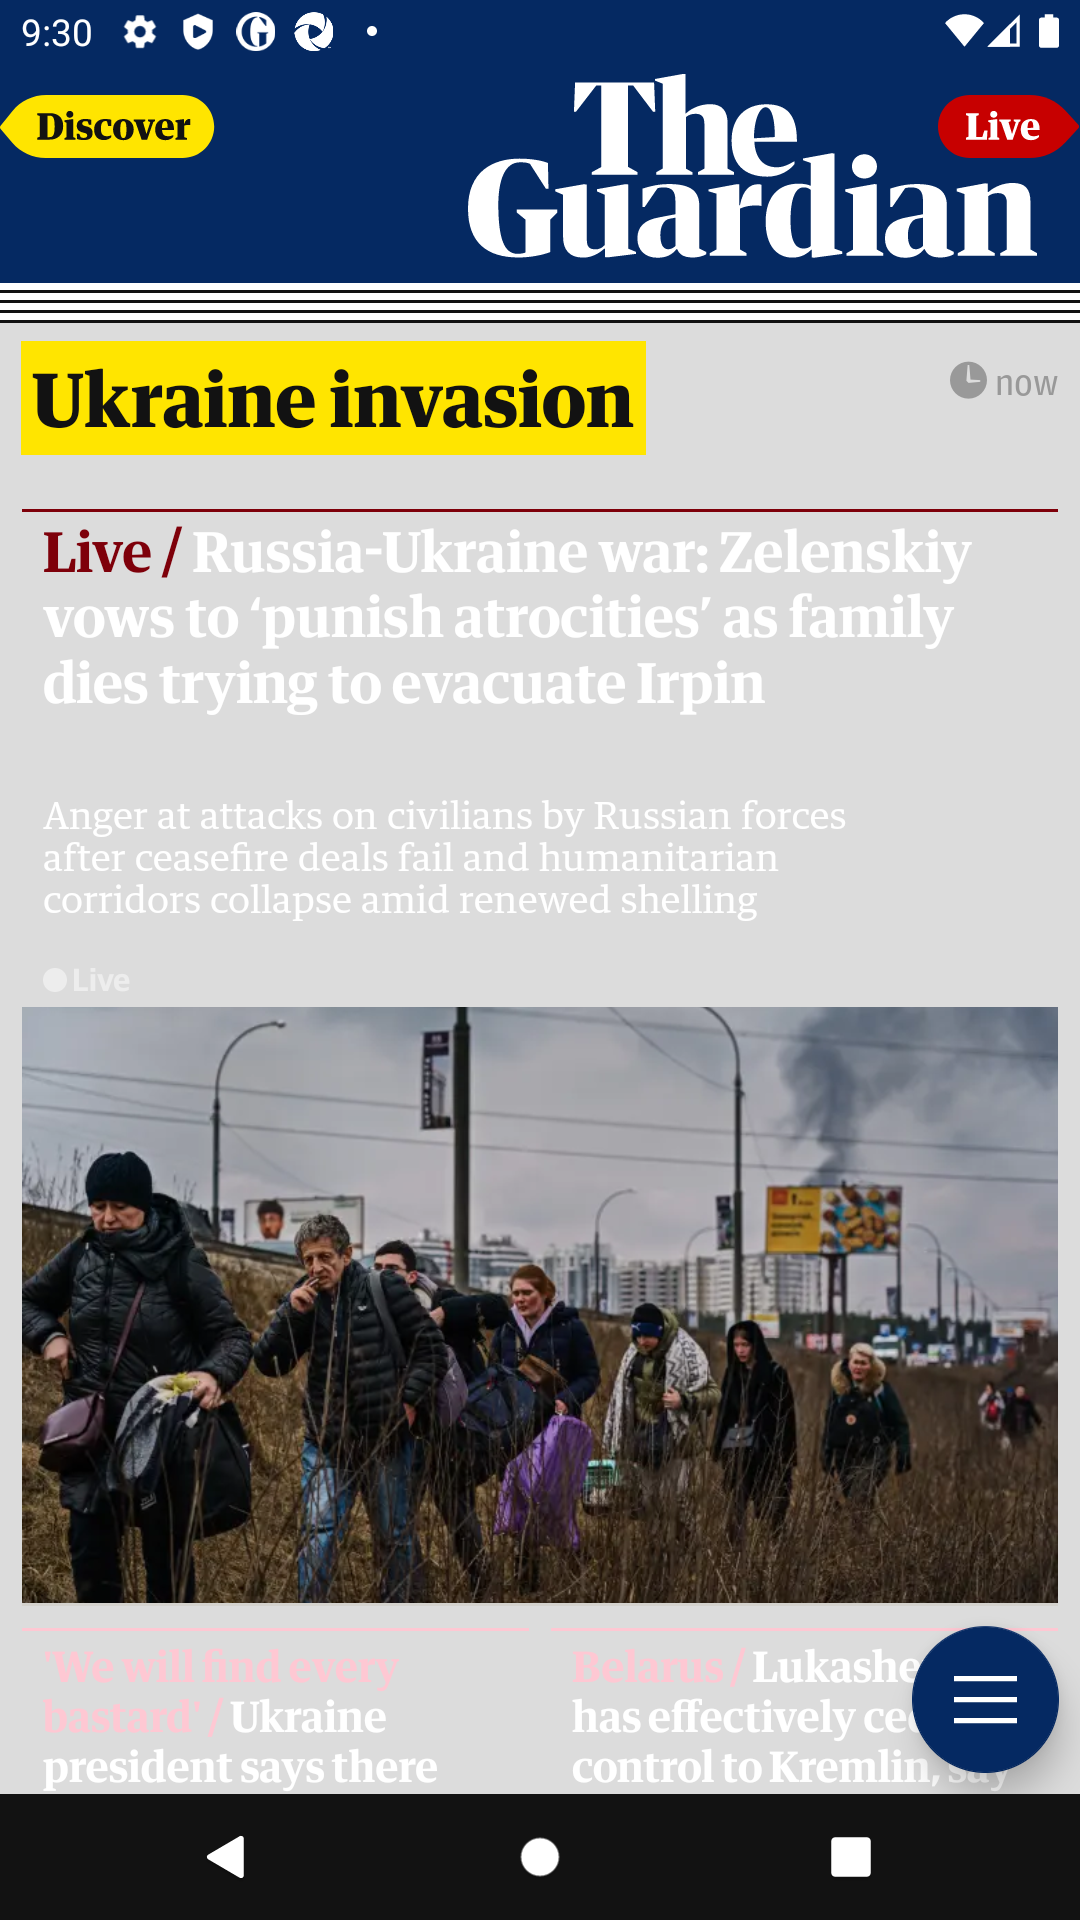 9:30
Discover
The
Guardian
Live
Ukraine invasion
now
Live / Russia-Ukraine war: Zelenskiy
vows to ‘punish atrocities’ as family
dies trying to evacuate Irpin
Anger at attacks on civilians by Russian forces
after ceasefire deals fail and humanitarian
corridors collapse amid renewed shelling
Live
'We will find every
bastard' / Ukraine
president says there
Belarus / Lukashe
has effectively ce
control to Kremlin, say